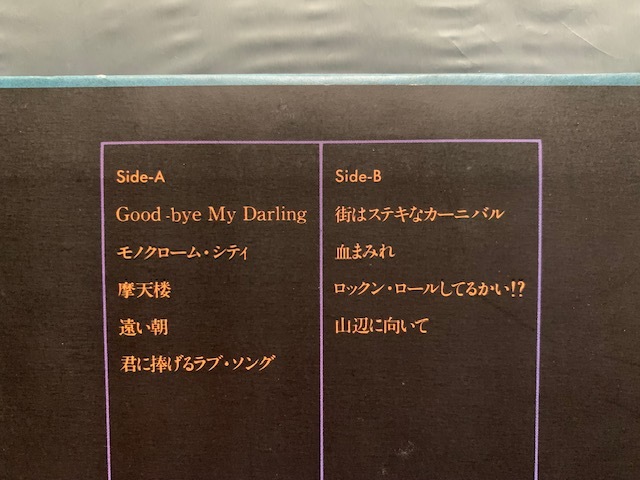 Side-A
Good-bye My Darling
モノクローム・シティ
摩天楼
遠い朝
君に捧げるラブ・ソング
Side-B
街はステキなカーニバル
血まみれ
ロックン・ロールしてるかい!?
山辺に向いて